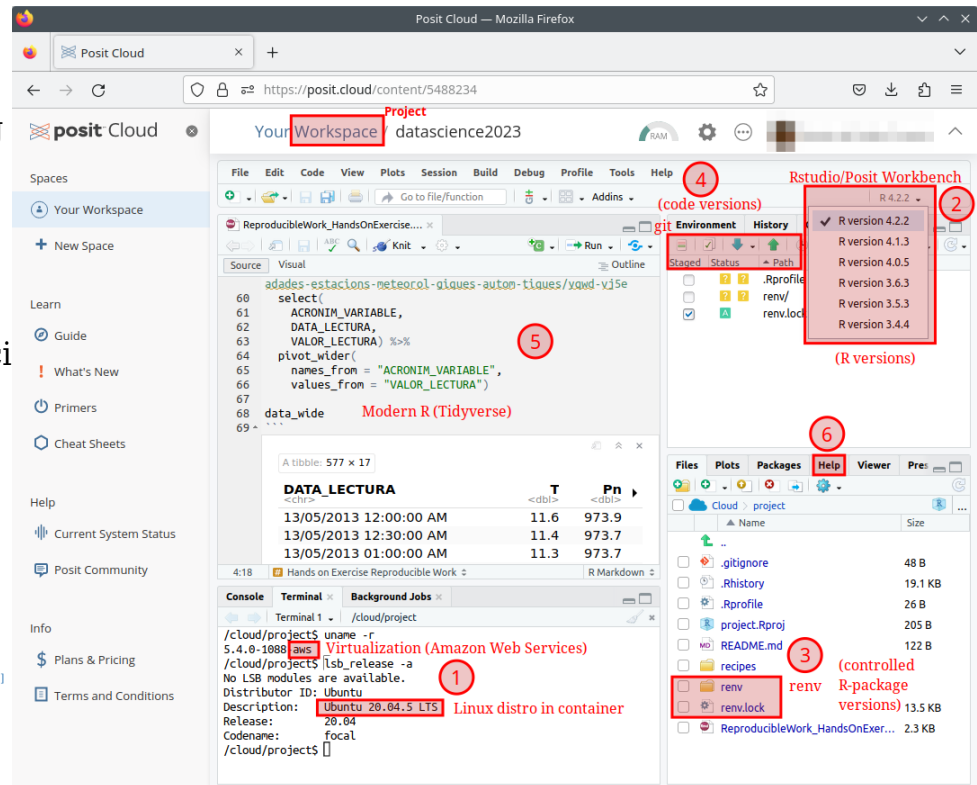 Posit Cloud — Mozilla Firefox
Posit Cloud
https://posit.cloud/content/5488234
Project
posit Cloud
Your Workspace / datascience2023
RAM
Spaces
Your Workspace
New Space
Learn
Guide
What's New
Primers
Cheat Sheets
Help
Current System Status
Posit Community
Info
Plans & Pricing
Terms and Conditions
ci
]
File Edit Code View Plots Session Build Debug Profile Tools Help
4
(code versions)
Rstudio/Posit Workbench
Go to file/function
Addins
R 4.2.2
2
R version 4.2.2
R version 4.1.3
R version 4.0.5
R version 3.6.3
R version 3.5.3
R version 3.4.4
(R versions)
ReproducibleWork_HandsOnExercise....
ABC
Knit
Run
Source Visual
Outline
adades-estacions-meteorol-giques-autom-tiques/yqwd-vj5e
60 select(
61 ACRONIM_VARIABLE,
62 DATA_LECTURA,
63 VALOR_LECTURA) %>%
64 pivot_wider(
65 names_from = "ACRONIM_VARIABLE",
66 values_from = "VALOR_LECTURA")
67
68 data_wide
69 ```
5
Modern R (Tidyverse)
A tibble: 577 × 17
DATA_LECTURA T Pn
<chr> <dbl> <dbl>
13/05/2013 12:00:00 AM 11.6 973.9
13/05/2013 12:30:00 AM 11.4 973.7
13/05/2013 01:00:00 AM 11.3 973.7
4:18 Hands on Exercise Reproducible Work R Markdown
git
Environment History
Staged Status Path
? ? .Rprofile
? ? renv/
A renv.lock
Console Terminal Background Jobs
Terminal 1 /cloud/project
/cloud/project$ uname -r
5.4.0-1088-aws
Virtualization (Amazon Web Services)
/cloud/project$ lsb_release -a
No LSB modules are available.
Distributor ID: Ubuntu
Description: Ubuntu 20.04.5 LTS
Release: 20.04
Codename: focal
/cloud/project$
1
Linux distro in container
6
Files Plots Packages Help Viewer Pres
Cloud > project
R
...
Name Size
..
.gitignore 48 B
.Rhistory 19.1 KB
.Rprofile 26 B
project.Rproj 205 B
MD README.md 122 B
recipes
renv
renv.lock 13.5 KB
ReproducibleWork_HandsOnExer... 2.3 KB
3
renv
(controlled
R-package
versions)